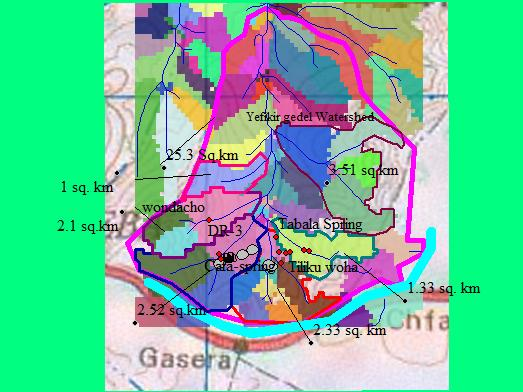 Yefikir gedel Watershed
25.3 Sq.km
3.51 sq. km
1 sq. km
wondacho
2.1 sq.km
DR-3
Tabala Spring
Cafa-spring
Tiliku woha
1.33 sq. km
2.52 sq.km
Chfa
2.33 sq. km
Gasera